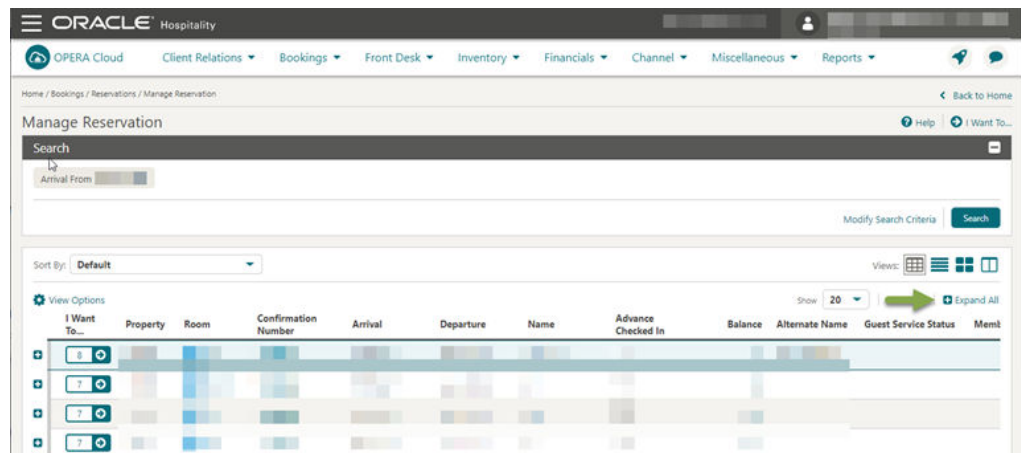 ORACLE Hospitality
OPERA Cloud Client Relations Bookings Front Desk Inventory Financials Channel Miscellaneous Reports
Home / Bookings / Reservations / Manage Reservation Back to Home
Manage Reservation Help I Want To...
Search
Arrival From
Modify Search Criteria Search
Sort By: Default Views:
View Options Show 20 Expand All
I Want To... Property Room Confirmation Number Arrival Departure Name Advance Checked In Balance Alternate Name Guest Service Status Memb
8
7
7
7